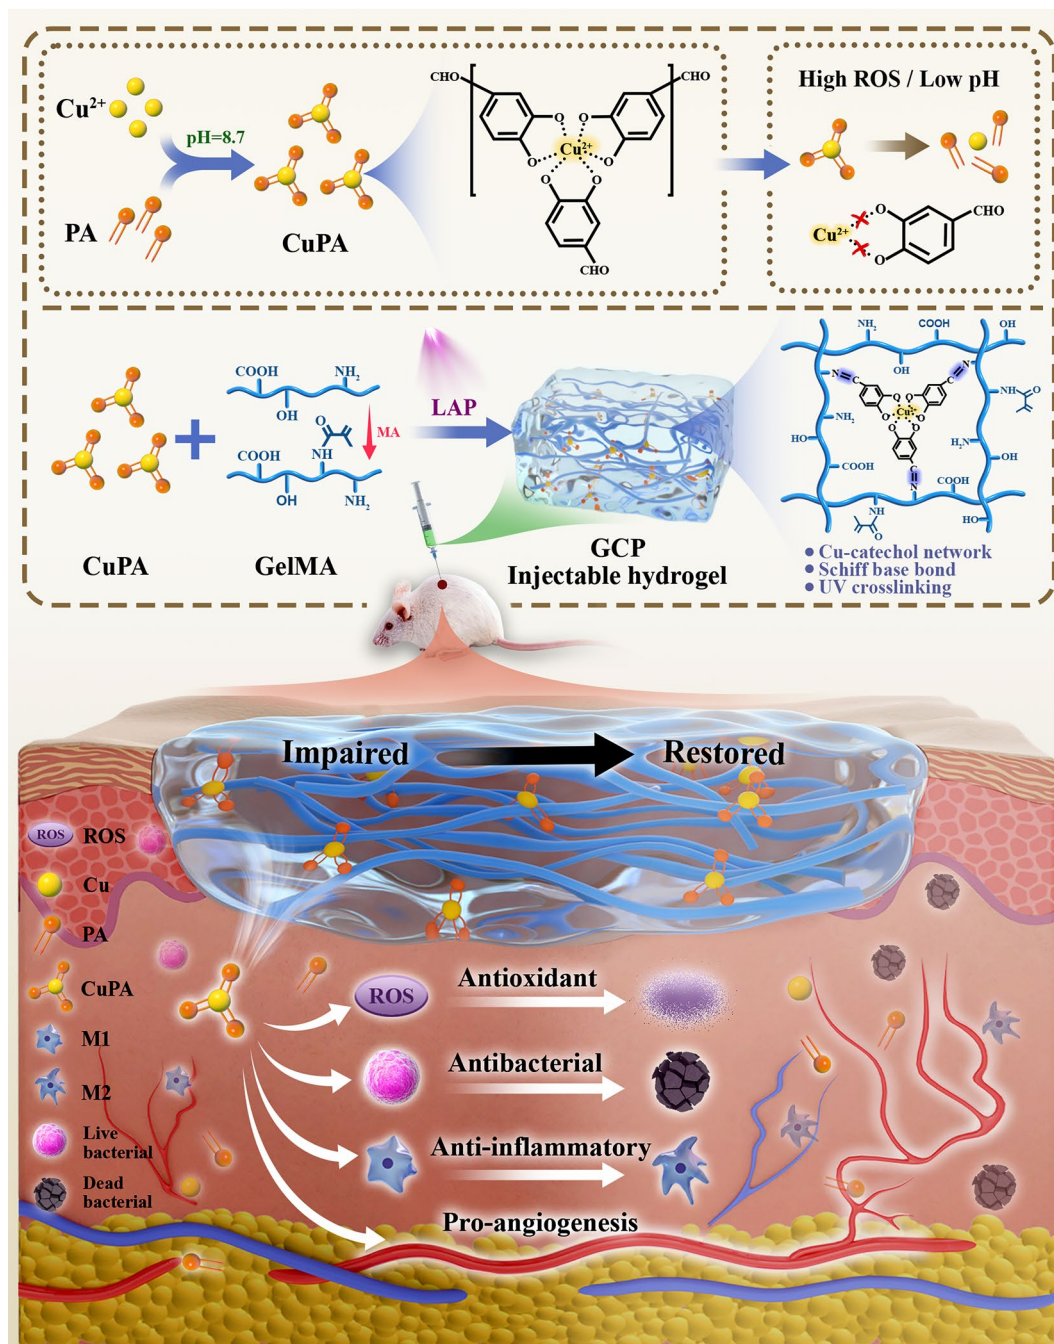 Cu²⁺
pH=8.7
PA
CuPA
CHO
CHO
O
O
O
Cu²⁺
O
O
O
CHO
High ROS / Low pH
Cu²⁺
O
O
CHO
CuPA
COOH
NH₂
OH
MA
O
NH
COOH
OH
NH₂
GelMA
LAP
GCP
Injectable hydrogel
NH₂
COOH
OH
OH
N
C
C
N
NH
O
O
O
O
Cu²⁺
O
O
O
NH₂
HO
H₂N
OH
COOH
C
N
COOH
NH
O
HO
Cu-catechol network
Schiff base bond
UV crosslinking
Impaired
Restored
ROS
ROS
Cu
PA
CuPA
M1
M2
Live
bacterial
Dead
bacterial
ROS
Antioxidant
Antibacterial
Anti-inflammatory
Pro-angiogenesis